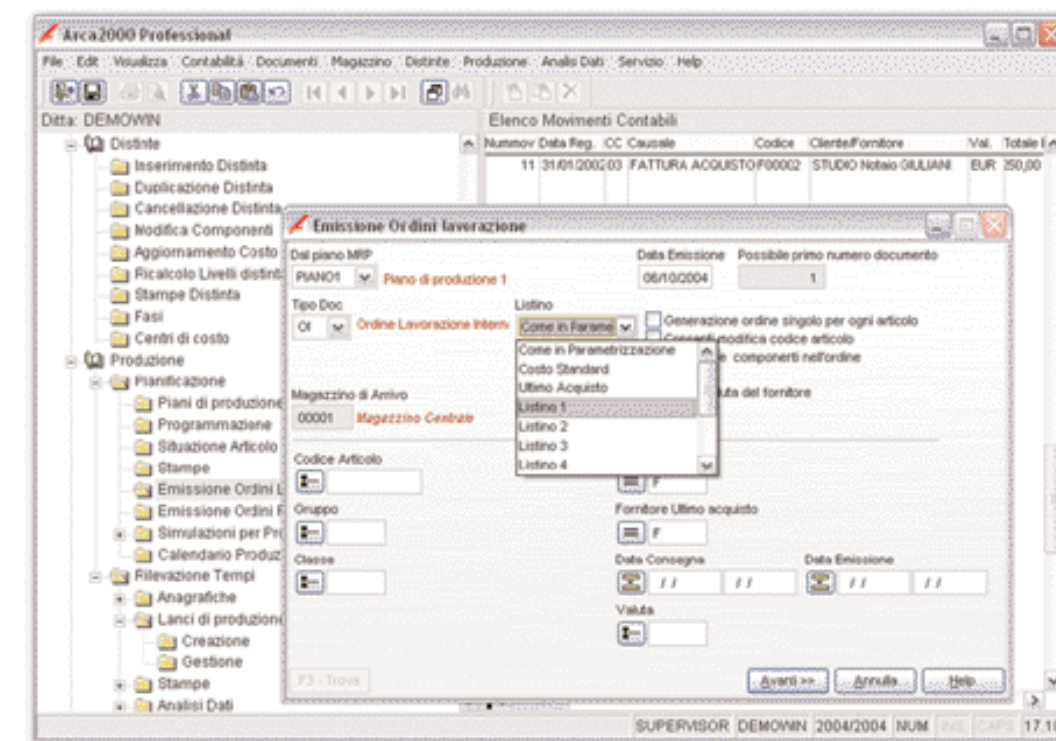 Arca2000 Professional
File Edit Visualizza Contabilità Documenti Magazzino Distinte Produzione Analisi Dati Servizio Help
Ditta: DEMOWIN
Elenco Movimenti Contabili
Distinte
Inserimento Distinta
Duplicazione Distinta
Cancellazione Distinta
Modifica Componenti
Aggiornamento Costo
Ricalcolo Livelli distint
Stampe Distinta
Fasi
Centri di costo
Produzione
Pianificazione
Piani di produzione
Programmazione
Situazione Articolo
Stampe
Emissione Ordini L
Emissione Ordini F
Simulazioni per Pr
Calendario Produz
Rilevazione Tempi
Anagrafiche
Lanci di produzione
Creazione
Gestione
Stampe
Analisi Dati
Nummov Data Reg. CC Causale Codice Cliente/Fornitore Val. Totale
11 31/01/2002 03 FATTURA ACQUISTO F00002 STUDIO Notaio GIULIANI EUR 250,00
Emissione Ordini lavorazione
Dal piano MRP Data Emissione Possibile primo numero documento
PIANO1 Piano di produzione 1 06/10/2004 1
Tipo Doc Listino
OI Ordine Lavorazione Intern Come in Parame Generazione ordine singolo per ogni articolo
Consenti modifica codice articolo
componenti nell'ordine
del fornitore
Come in Parametrizzazione
Costo Standard
Ultimo Acquisto
Listino 1
Listino 2
Listino 3
Listino 4
Magazzino di Arrivo
00001 Magazzino Centrale
Codice Articolo
F
Gruppo Fornitore Ultimo acquisto
F
Classe Data Consegna Data Emissione
/ / / / / / / /
Valuta
F3 - Trova Avanti >> Annulla Help
SUPERVISOR DEMOWIN 2004/2004 NUM INS CAPS 17.1